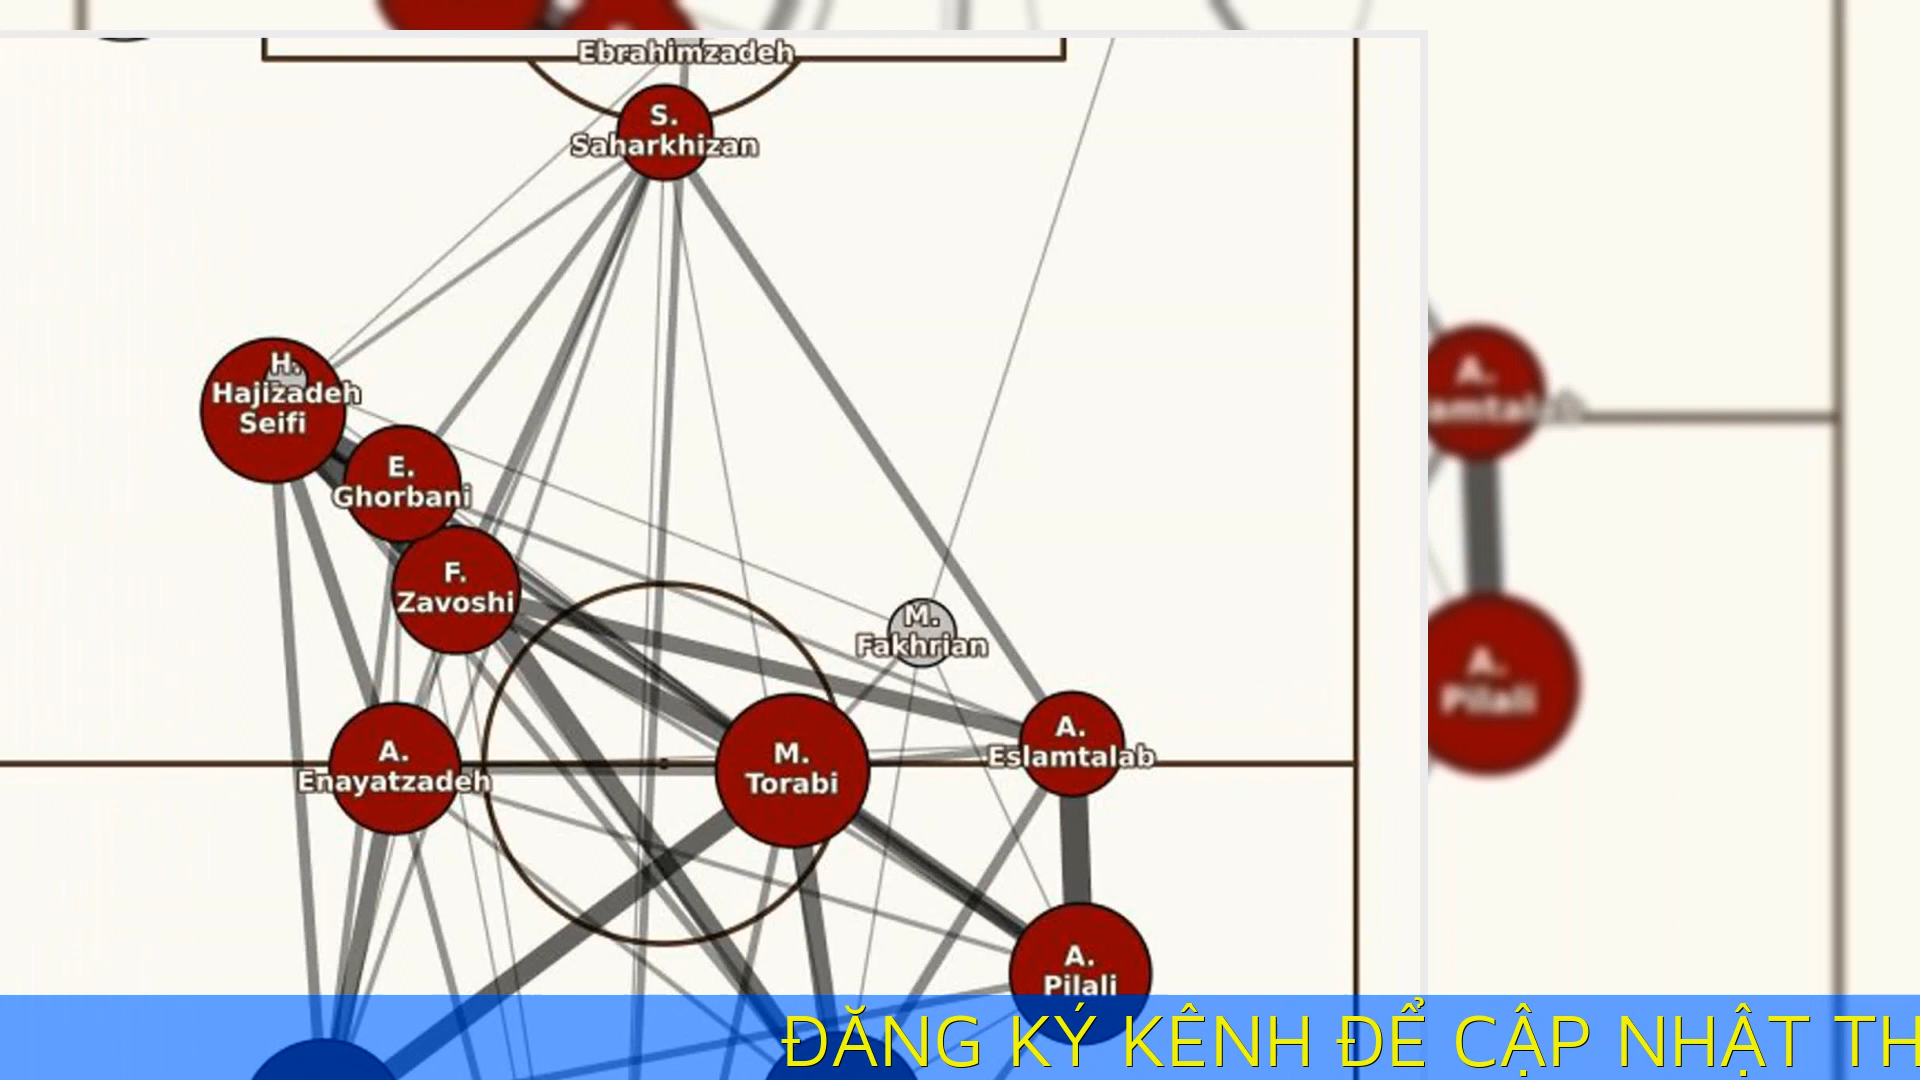 Ebrahimzadeh
S.
Saharkhizan
H.
Hajizadeh
Seifi
E.
Ghorbani
F.
Zavoshi
M.
Fakhrian
A.
Enayatzadeh
M.
Torabi
A.
Eslamtalab
A.
Pilali
A.
amtalab
A.
Pilali
ĐĂNG KÝ KÊNH ĐỂ CẬP NHẬT TH